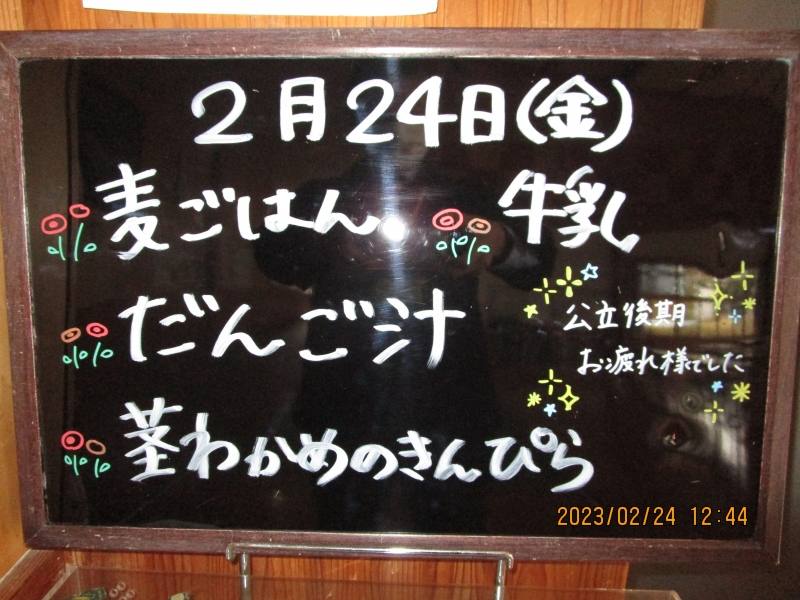 2月24日(金)
麦ごはん 牛乳
だんご汁
公立後期
お疲れ様でした
茎わかめのきんぴら
2023/02/24 12:44